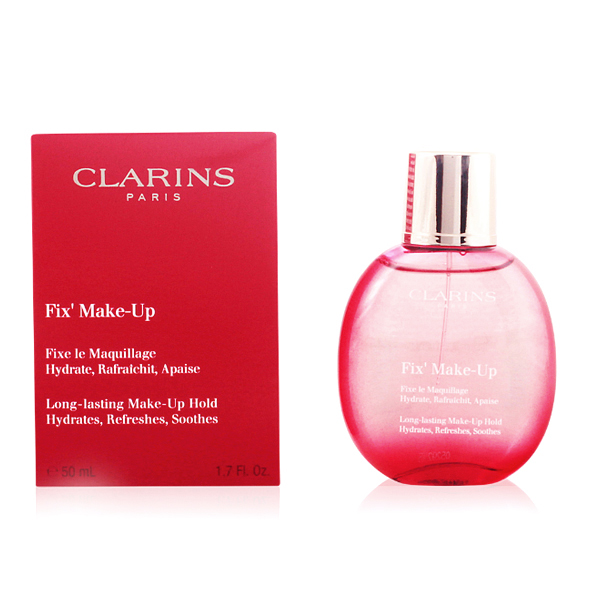 CLARINS
PARIS
Fix' Make-Up
Fixe le Maquillage
Hydrate, Rafraîchit, Apaise
Long-lasting Make-Up Hold
Hydrates, Refreshes, Soothes
e 50 mL 1.7 Fl. Oz.
CLARINS
PARIS
Fix' Make-Up
Fixe le Maquillage
Hydrate, Rafraîchit, Apaise
Long-lasting Make-Up Hold
Hydrates, Refreshes, Soothes